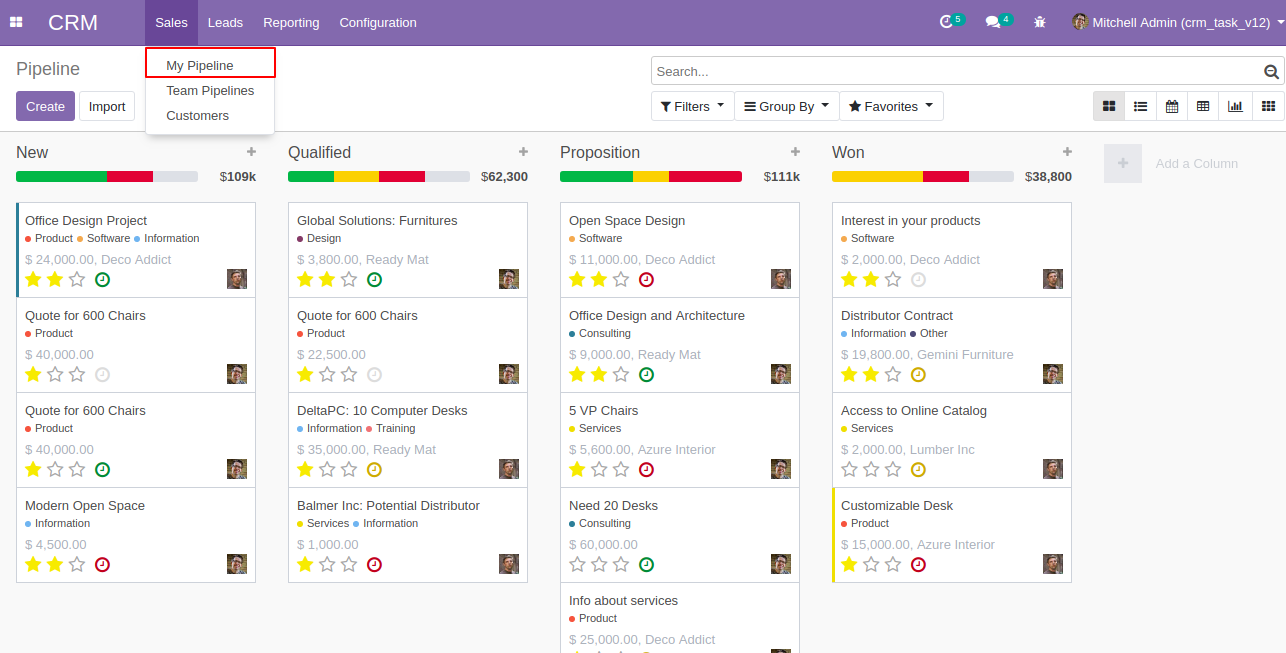 CRM Sales Leads Reporting Configuration 5 4 Mitchell Admin (crm_task_v12)
Pipeline
My Pipeline
Team Pipelines
Customers
Search...
Create Import
Filters Group By Favorites
New $109k
Office Design Project
Product Software Information
$ 24,000.00, Deco Addict
Quote for 600 Chairs
Product
$ 40,000.00
Quote for 600 Chairs
Product
$ 40,000.00
Modern Open Space
Information
$ 4,500.00
Qualified $62,300
Global Solutions: Furnitures
Design
$ 3,800.00, Ready Mat
Quote for 600 Chairs
Product
$ 22,500.00
DeltaPC: 10 Computer Desks
Information Training
$ 35,000.00, Ready Mat
Balmer Inc: Potential Distributor
Services Information
$ 1,000.00
Proposition $111k
Open Space Design
Software
$ 11,000.00, Deco Addict
Office Design and Architecture
Consulting
$ 9,000.00, Ready Mat
5 VP Chairs
Services
$ 5,600.00, Azure Interior
Need 20 Desks
Consulting
$ 60,000.00
Info about services
Product
$ 25,000.00, Deco Addict
Won $38,800
Interest in your products
Software
$ 2,000.00, Deco Addict
Distributor Contract
Information Other
$ 19,800.00, Gemini Furniture
Access to Online Catalog
Services
$ 2,000.00, Lumber Inc
Customizable Desk
Product
$ 15,000.00, Azure Interior
Add a Column